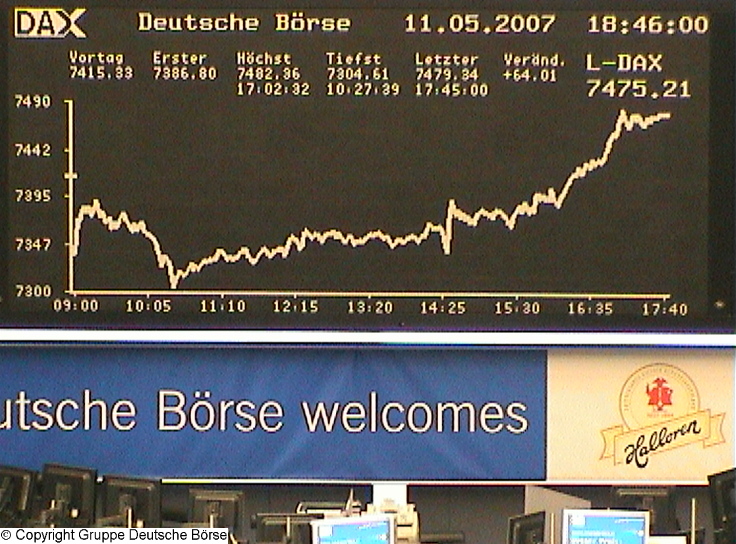 DAX Deutsche Börse 11.05.2007 18:46:00
Vortag Erster Höchst Tiefst Letzter Veränd. L-DAX
7415.33 7386.80 7482.36 7304.61 7479.34 +64.01 7475.21
17:02:32 10:27:39 17:45:00
7490
7442
7395
7347
7300
09:00 10:05 11:10 12:15 13:20 14:25 15:30 16:35 17:40
utsche Börse welcomes
Halloren
© Copyright Gruppe Deutsche Börse